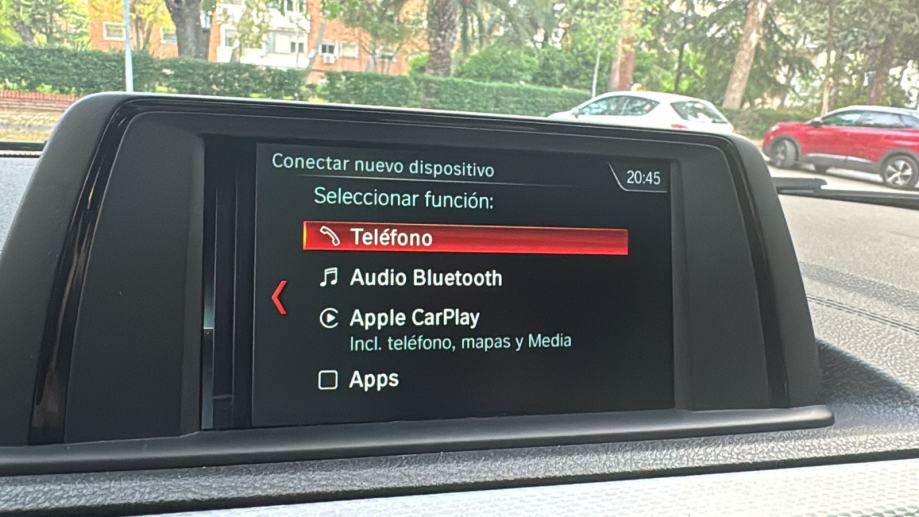 Conectar nuevo dispositivo
20:45
Seleccionar función:
Teléfono
Audio Bluetooth
Apple CarPlay
Incl. teléfono, mapas y Media
Apps